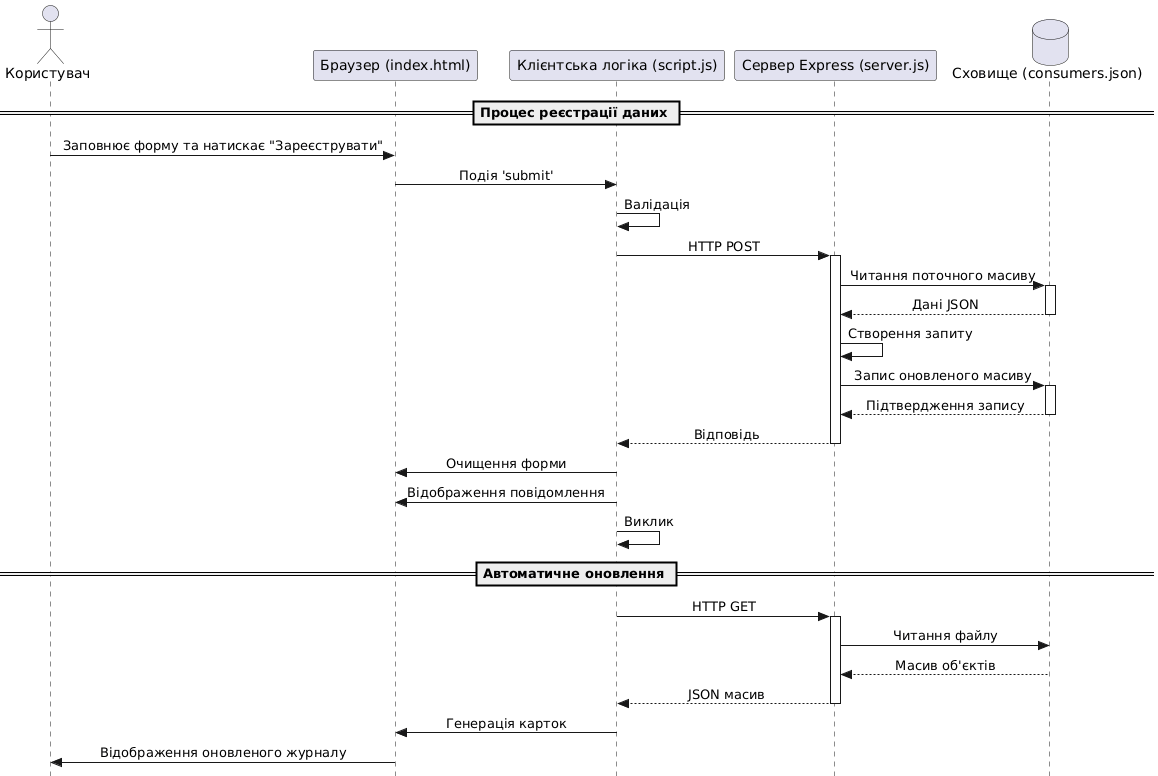 Користувач
Браузер (index.html)
Клієнтська логіка (script.js)
Сервер Express (server.js)
Сховище (consumers.json)
Процес реєстрації даних
Заповнює форму та натискає "Зареєструвати"
Подія 'submit'
Валідація
HTTP POST
Читання поточного масиву
Дані JSON
Створення запиту
Запис оновленого масиву
Підтвердження запису
Відповідь
Очищення форми
Відображення повідомлення
Виклик
Автоматичне оновлення
HTTP GET
Читання файлу
Масив об'єктів
JSON масив
Генерація карток
Відображення оновленого журналу